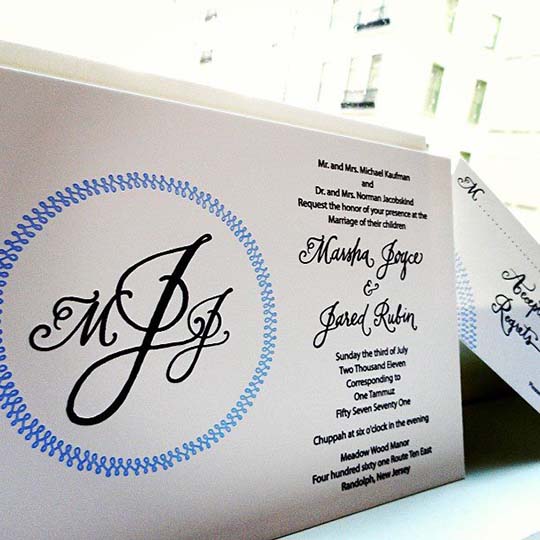 MJJ
Mr. and Mrs. Michael Kaufman
and
Dr. and Mrs. Norman Jacobskind
Request the honor of your presence at the
Marriage of their children
Marsha Joyce
&
Jared Rubin
Sunday the third of July
Two Thousand Eleven
Corresponding to
One Tammuz
Fifty Seven Seventy One
Chuppah at six o'clock in the evening
Meadow Wood Manor
Four hundred sixty one Route Ten East
Randolph, New Jersey
M
Regrets